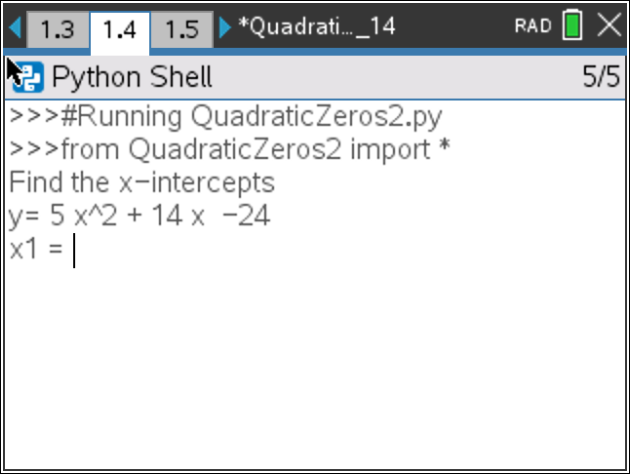 1.3 1.4 1.5 *Quadrati..._14 RAD
Python Shell 5/5
>>>#Running QuadraticZeros2.py
>>>from QuadraticZeros2 import *
Find the x-intercepts
y= 5 x^2 + 14 x  -24
x1 =